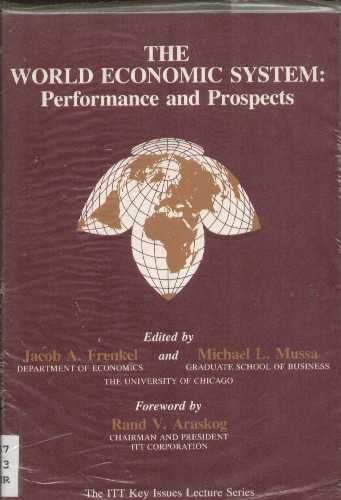 THE
WORLD ECONOMIC SYSTEM:
Performance and Prospects
Edited by
Jacob A. Frenkel and Michael L. Mussa
DEPARTMENT OF ECONOMICS GRADUATE SCHOOL OF BUSINESS
THE UNIVERSITY OF CHICAGO
Foreword by
Rand V. Araskog
CHAIRMAN AND PRESIDENT
ITT CORPORATION
7
3
R
The ITT Key Issues Lecture Series